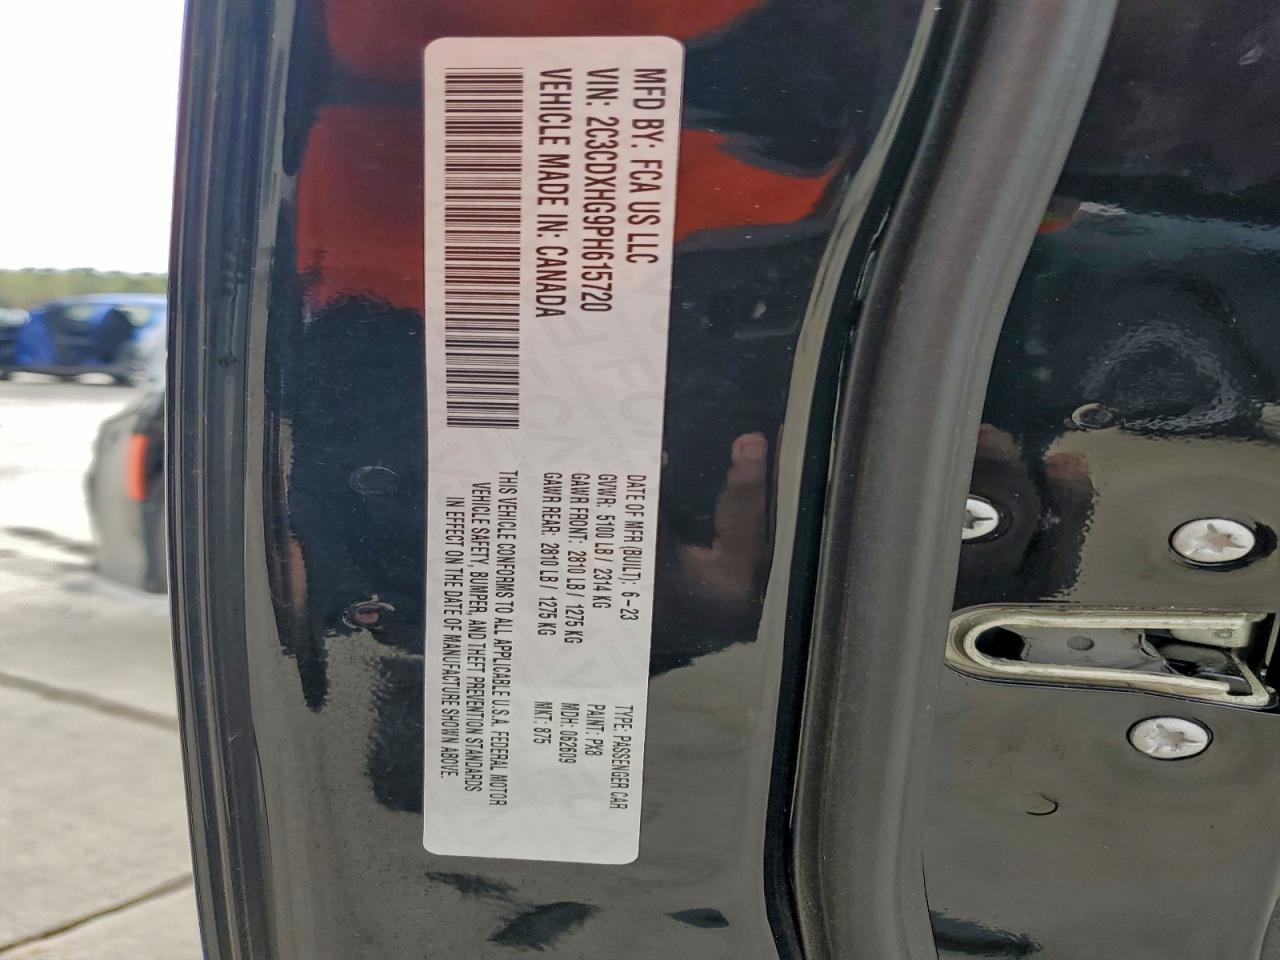 MFD BY: FCA US LLC
VIN: 2C3CDXHG9PH615720
VEHICLE MADE IN: CANADA
DATE OF MFR (BUILT): 6-23
GVWR: 5100 LB / 2314 KG
GAWR FRONT: 2810 LB / 1275 KG
GAWR REAR: 2810 LB / 1275 KG
TYPE: PASSENGER CAR
PAINT: PX8
MDH: 062609
MKT: 875
THIS VEHICLE CONFORMS TO ALL APPLICABLE U.S.A. FEDERAL MOTOR
VEHICLE SAFETY, BUMPER, AND THEFT PREVENTION STANDARDS
IN EFFECT ON THE DATE OF MANUFACTURE SHOWN ABOVE.